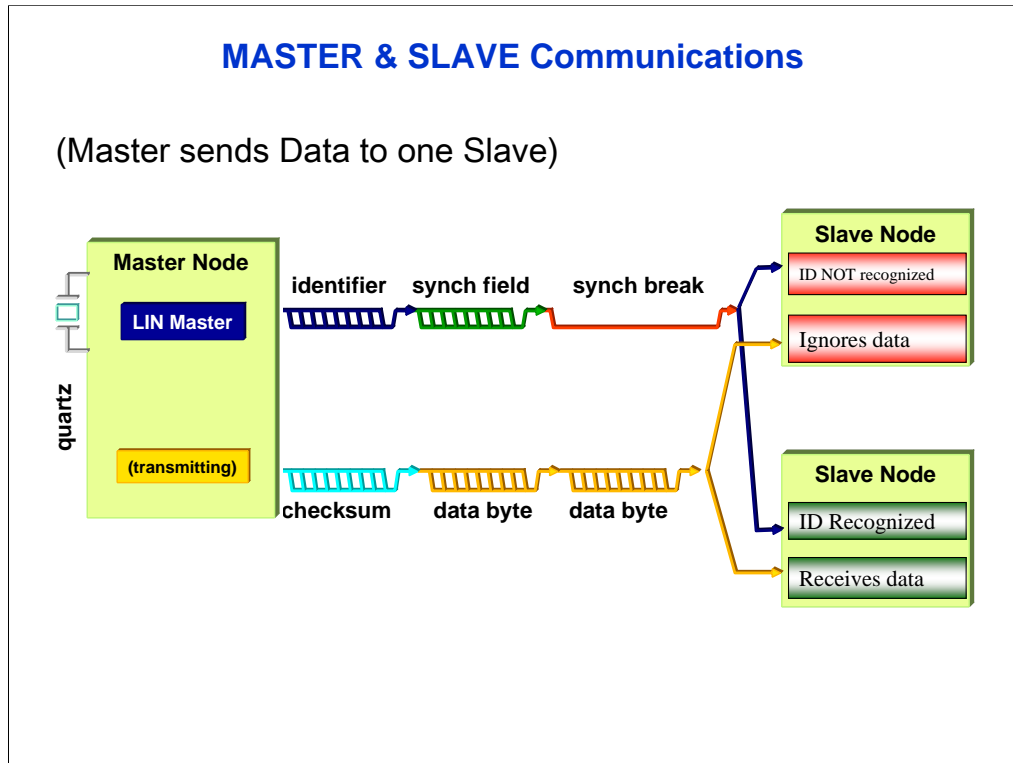 MASTER & SLAVE Communications
(Master sends Data to one Slave)
Master Node
LIN Master
(transmitting)
quartz
identifier
synch field
synch break
checksum
data byte
data byte
Slave Node
ID NOT recognized
Ignores data
Slave Node
ID Recognized
Receives data